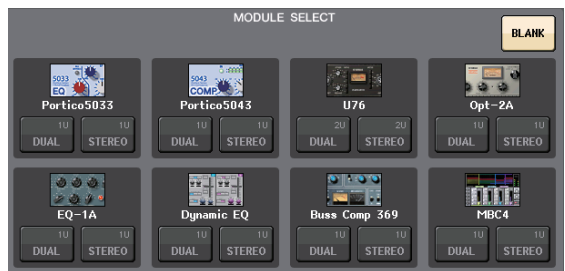 MODULE SELECT
BLANK
5033 EQ
5043 COMP
Portico5033 Portico5043 U76 Opt-2A
1U 1U 1U 1U 2U 2U 1U 1U
DUAL STEREO DUAL STEREO DUAL STEREO DUAL STEREO
EQ-1A Dynamic EQ Buss Comp 369 MBC4
1U 1U 1U 1U 1U 1U 1U 1U
DUAL STEREO DUAL STEREO DUAL STEREO DUAL STEREO